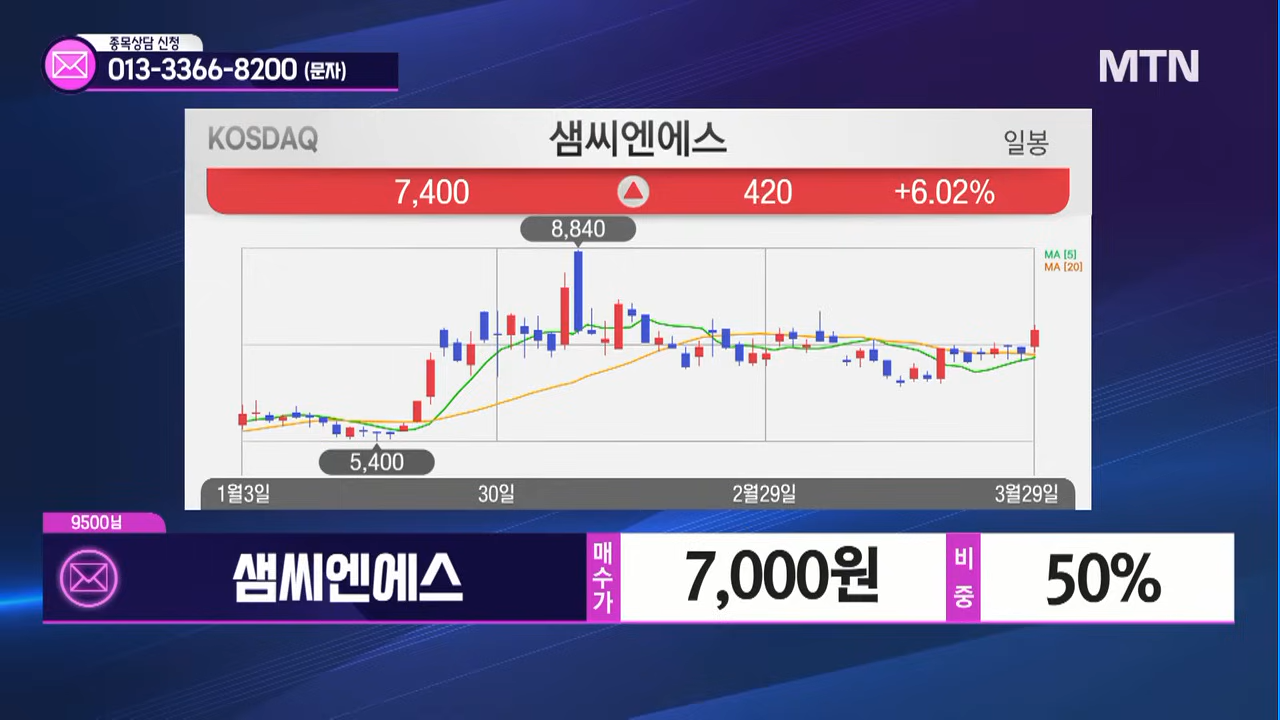 종목상담 신청
013-3366-8200 (문자)
MTN
KOSDAQ
샘씨엔에스
일봉
7,400
420
+6.02%
8,840
MA [5]
MA [20]
5,400
1월3일
30일
2월29일
3월29일
9500님
샘씨엔에스
매수가
7,000원
비중
50%